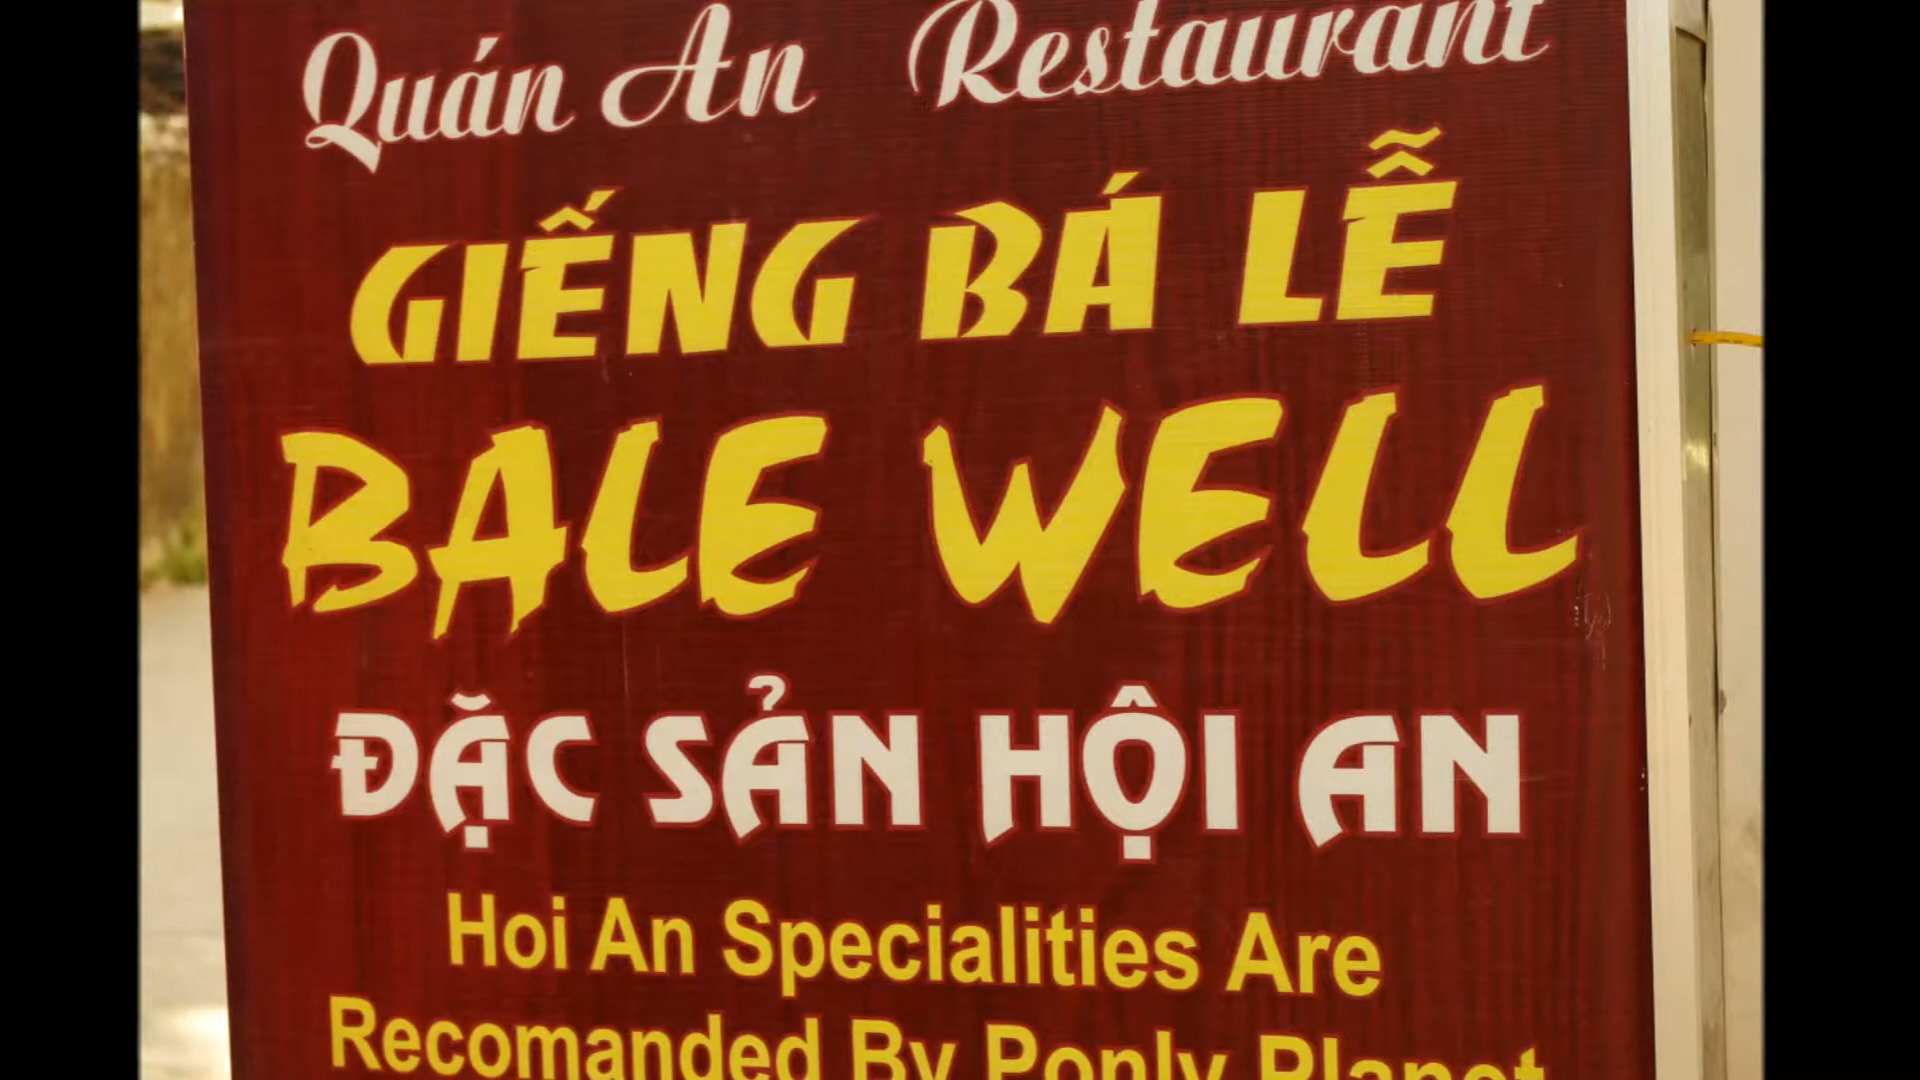 Quán An Restaurant
GIẾNG BÁ LỄ
BALE WELL
ĐẶC SẢN HỘI AN
Hoi An Specialities Are
Recomanded By Ponly Planet